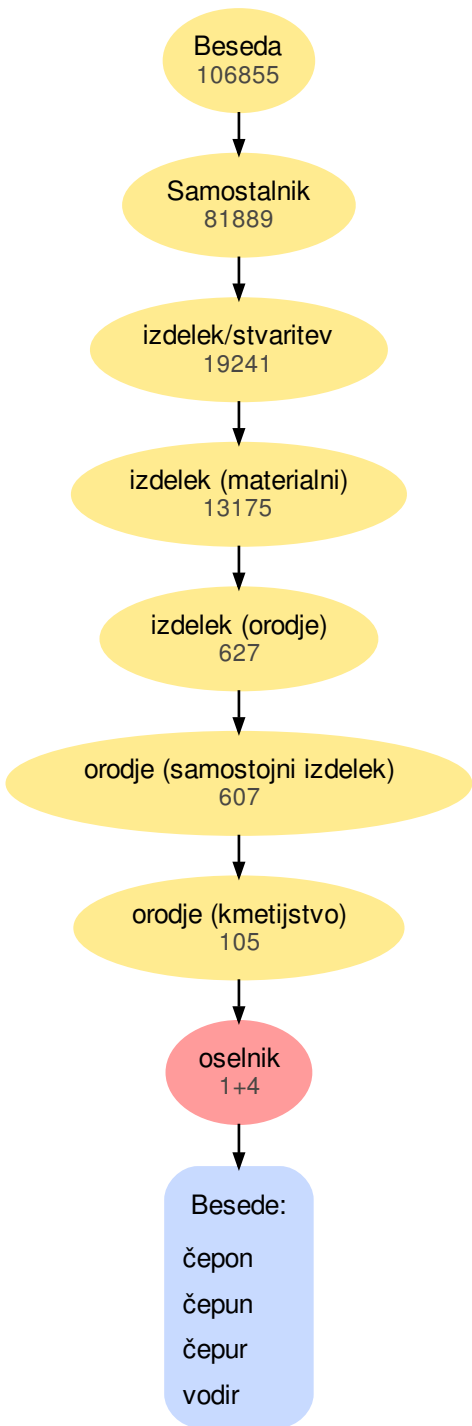 Beseda
106855
Samostalnik
81889
izdelek/stvaritev
19241
izdelek (materialni)
13175
izdelek (orodje)
627
orodje (samostojni izdelek)
607
orodje (kmetijstvo)
105
oselnik
1+4
Besede:
čepon
čepun
čepur
vodir